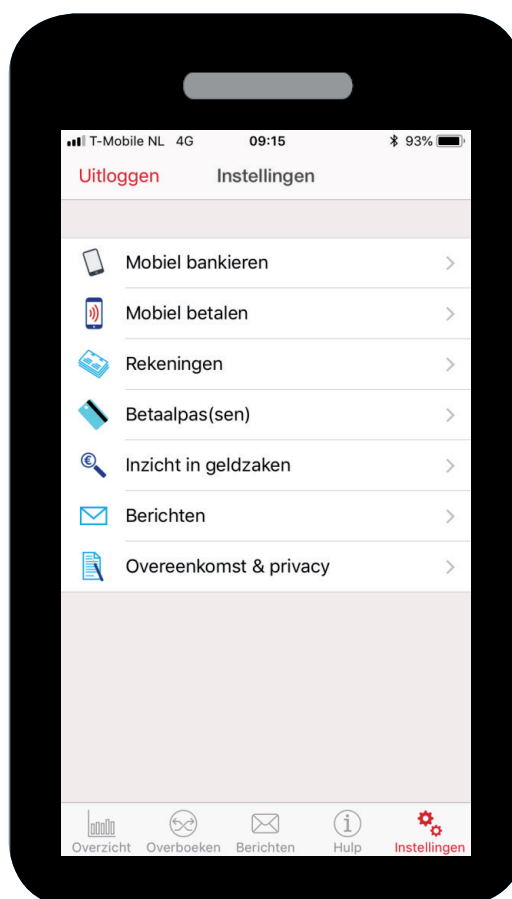 T-Mobile NL 4G 09:15 93%
Uitloggen Instellingen
Mobiel bankieren
Mobiel betalen
Rekeningen
Betaalpas(sen)
Inzicht in geldzaken
Berichten
Overeenkomst & privacy
Overzicht Overboeken Berichten Hulp Instellingen